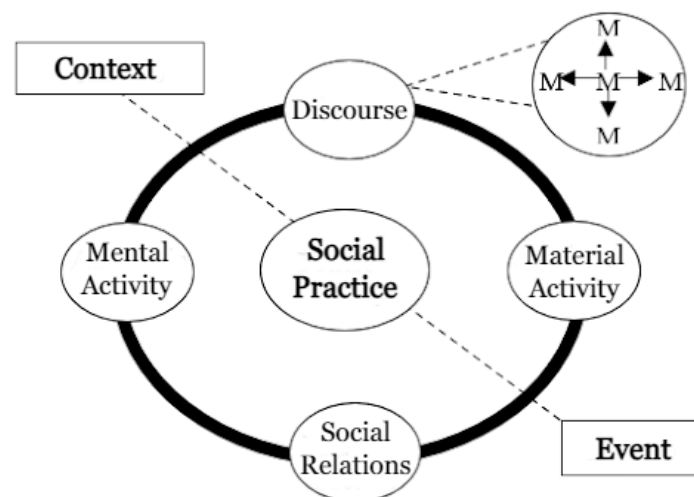 Context
Discourse
M
M M M
M
Mental
Activity
Social
Practice
Material
Activity
Social
Relations
Event